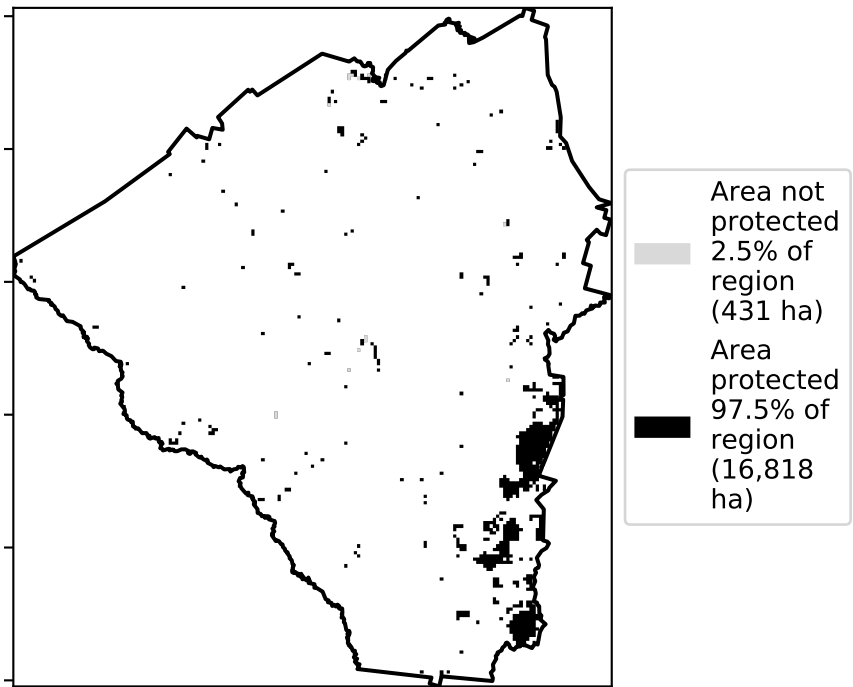 Area not
protected
2.5% of
region
(431 ha)
Area
protected
97.5% of
region
(16,818
ha)